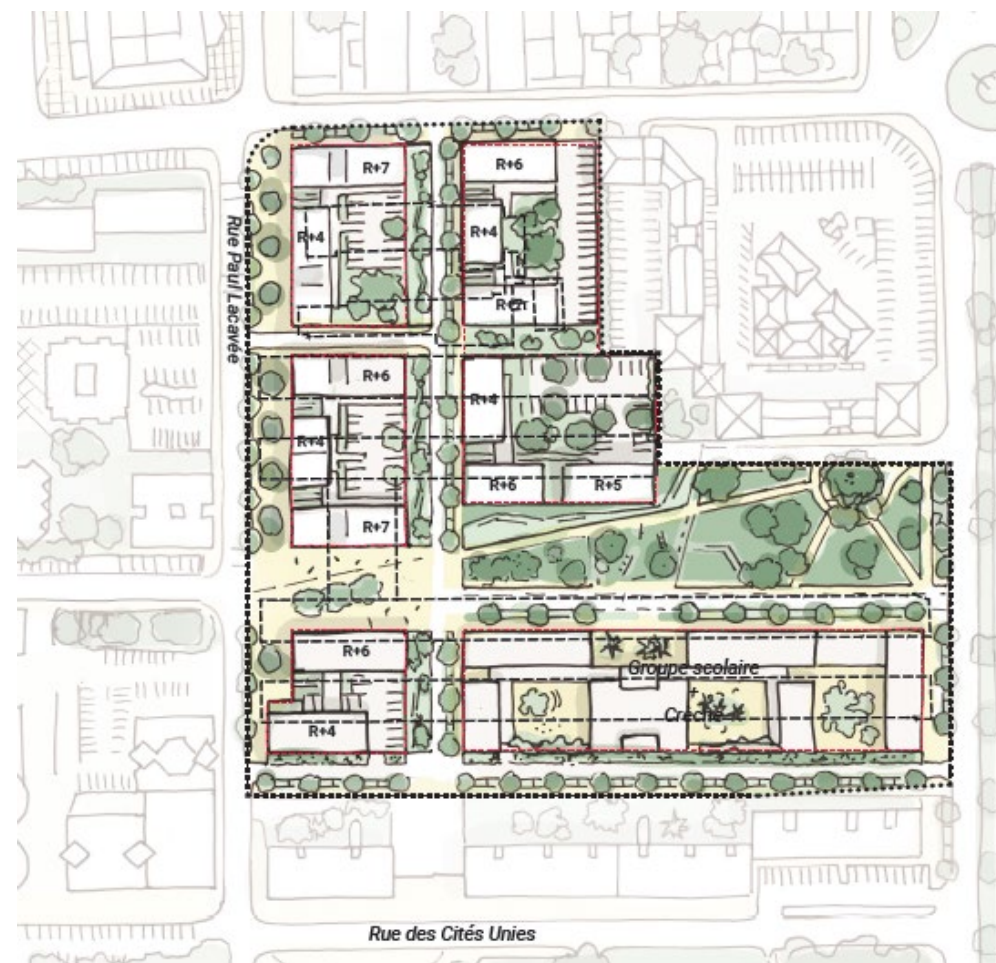 R+7
R+6
R+4
R+4
Rue Paul Lacavée
R+6
R+4
R+4
R+6
R+5
R+7
R+6
Groupe scolaire
Crèche
R+4
Rue des Cités Unies